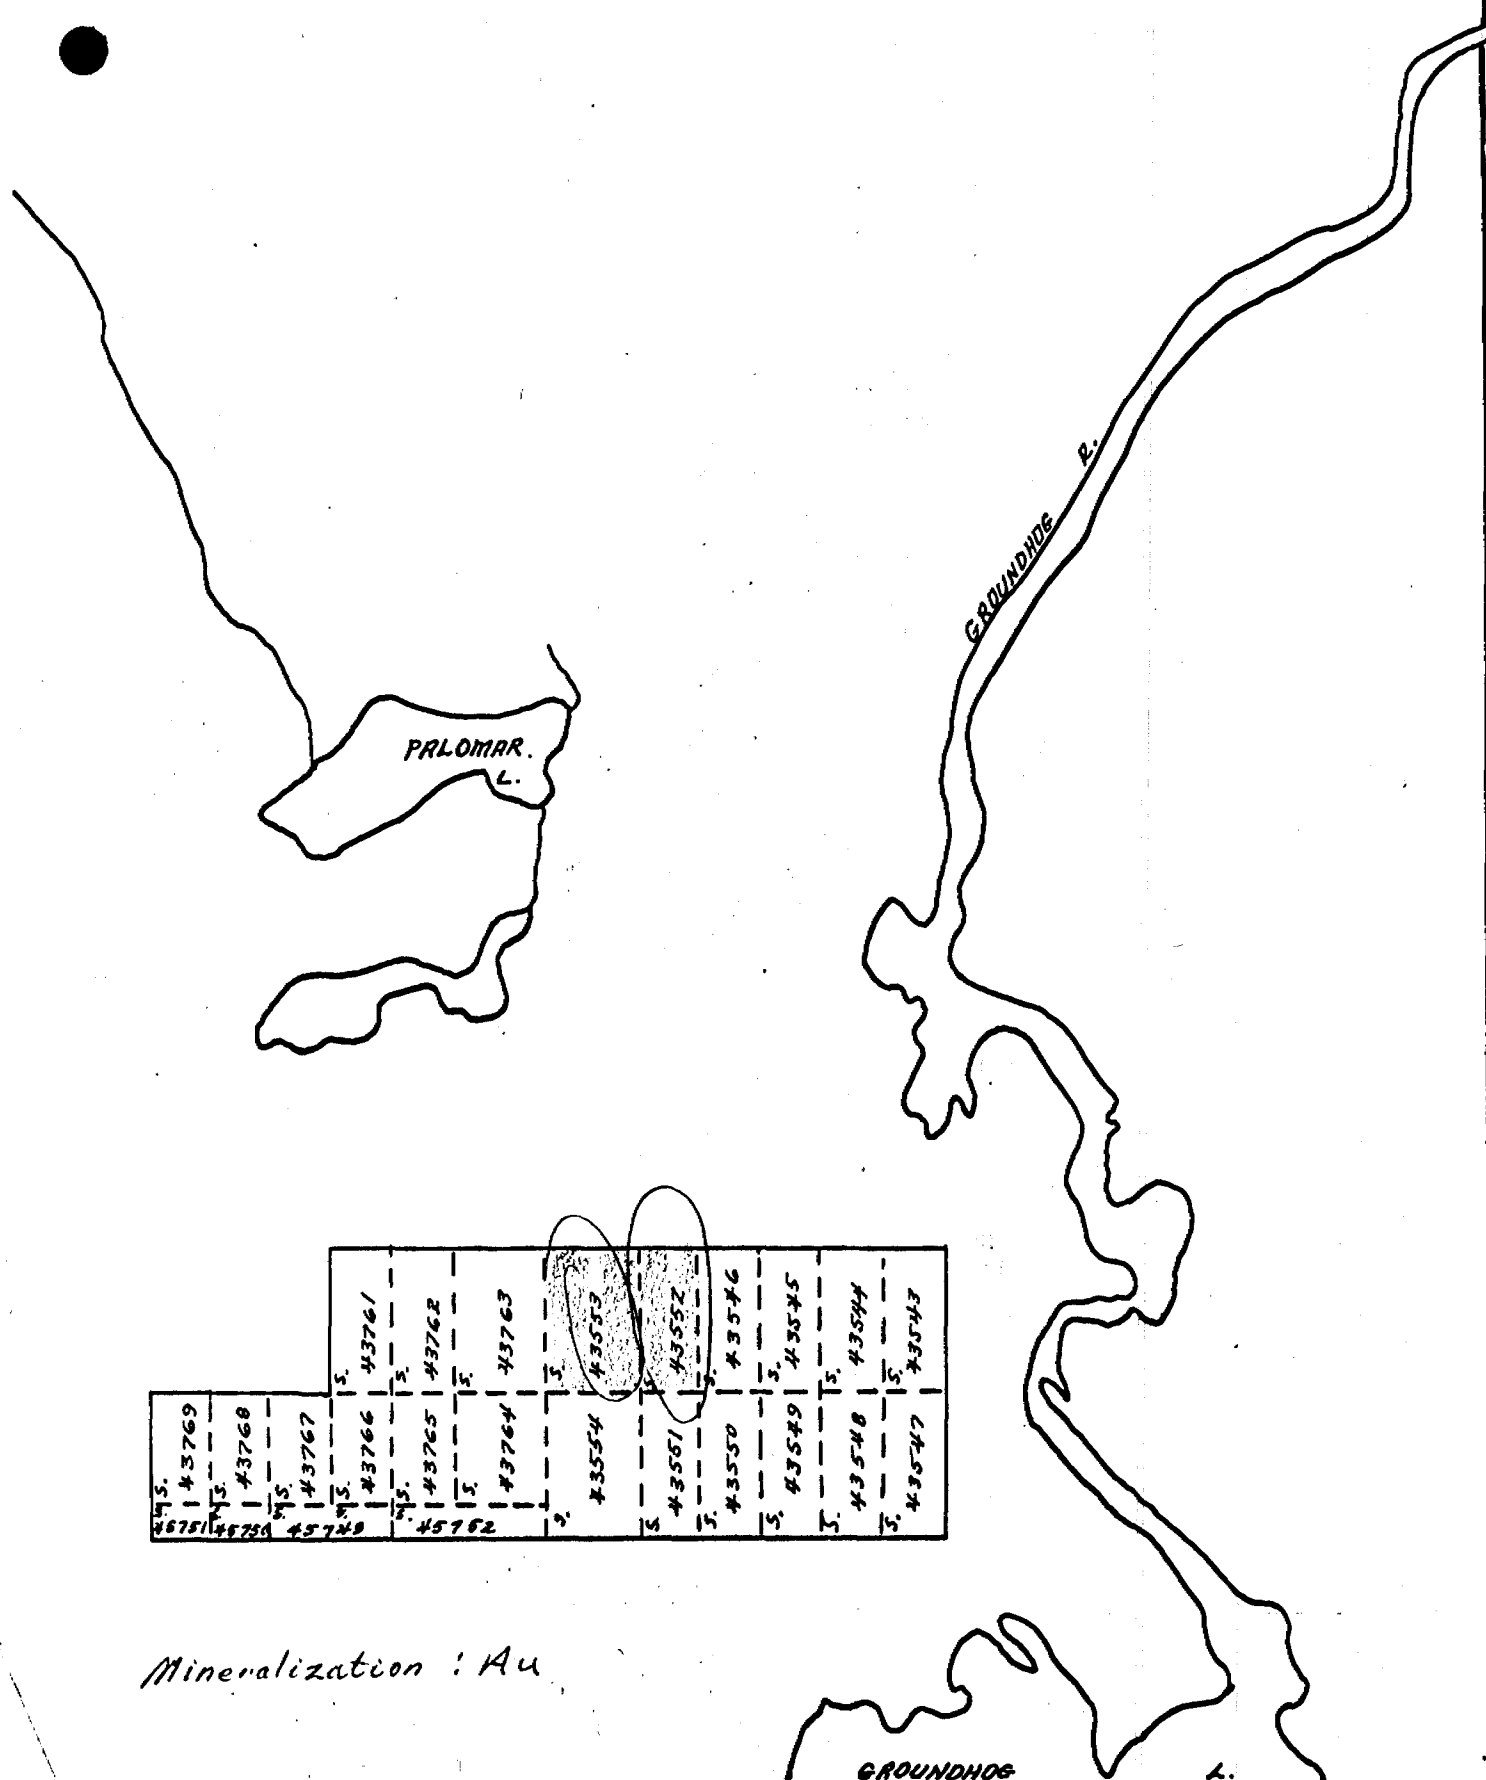 GROUNDHOG R.
PALOMAR.
L.
S. 43761
S. 43762
S. 43763
S. 43553
S. 43552
S. 43546
S. 43545
S. 43544
S. 43543
S. 43769
S. 43768
S. 43767
S. 43766
S. 43765
S. 43764
S. 43554
S. 43551
S. 43550
S. 43549
S. 43548
S. 43547
S. 45751
S. 45750
S. 45749
S. 45752
Mineralization : Au
GROUNDHOG L.